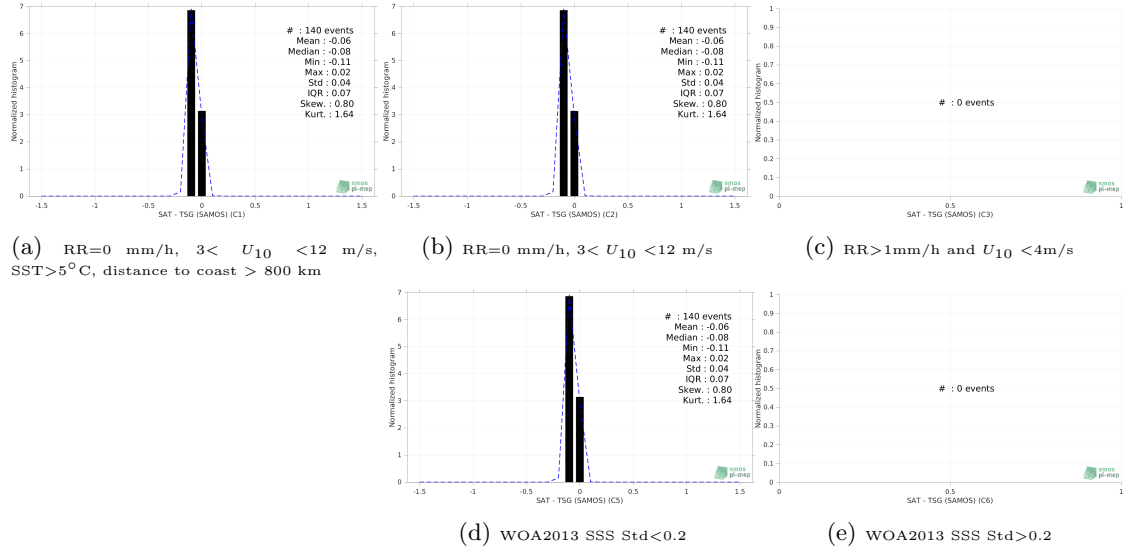 7
6
5
4
3
2
1
0
Normalized histogram
# : 140 events
Mean : -0.06
Median : -0.08
Min : -0.11
Max : 0.02
Std : 0.04
IQR : 0.07
Skew. : 0.80
Kurt. : 1.64
smos
pi-mep
-1.5 -1 -0.5 0 0.5 1 1.5
SAT - TSG (SAMOS) (C1)
(a) RR=0 mm/h, 3< U10 <12 m/s,
SST>5°C, distance to coast > 800 km
7
6
5
4
3
2
1
0
Normalized histogram
# : 140 events
Mean : -0.06
Median : -0.08
Min : -0.11
Max : 0.02
Std : 0.04
IQR : 0.07
Skew. : 0.80
Kurt. : 1.64
smos
pi-mep
-1.5 -1 -0.5 0 0.5 1 1.5
SAT - TSG (SAMOS) (C2)
(b) RR=0 mm/h, 3< U10 <12 m/s
1
0.9
0.8
0.7
0.6
0.5
0.4
0.3
0.2
0.1
0
Normalized histogram
# : 0 events
smos
pi-mep
0 0.5 1
SAT - TSG (SAMOS) (C3)
(c) RR>1mm/h and U10 <4m/s
7
6
5
4
3
2
1
0
Normalized histogram
# : 140 events
Mean : -0.06
Median : -0.08
Min : -0.11
Max : 0.02
Std : 0.04
IQR : 0.07
Skew. : 0.80
Kurt. : 1.64
smos
pi-mep
-1.5 -1 -0.5 0 0.5 1 1.5
SAT - TSG (SAMOS) (C5)
(d) WOA2013 SSS Std<0.2
1
0.9
0.8
0.7
0.6
0.5
0.4
0.3
0.2
0.1
0
Normalized histogram
# : 0 events
smos
pi-mep
0 0.5 1
SAT - TSG (SAMOS) (C6)
(e) WOA2013 SSS Std>0.2